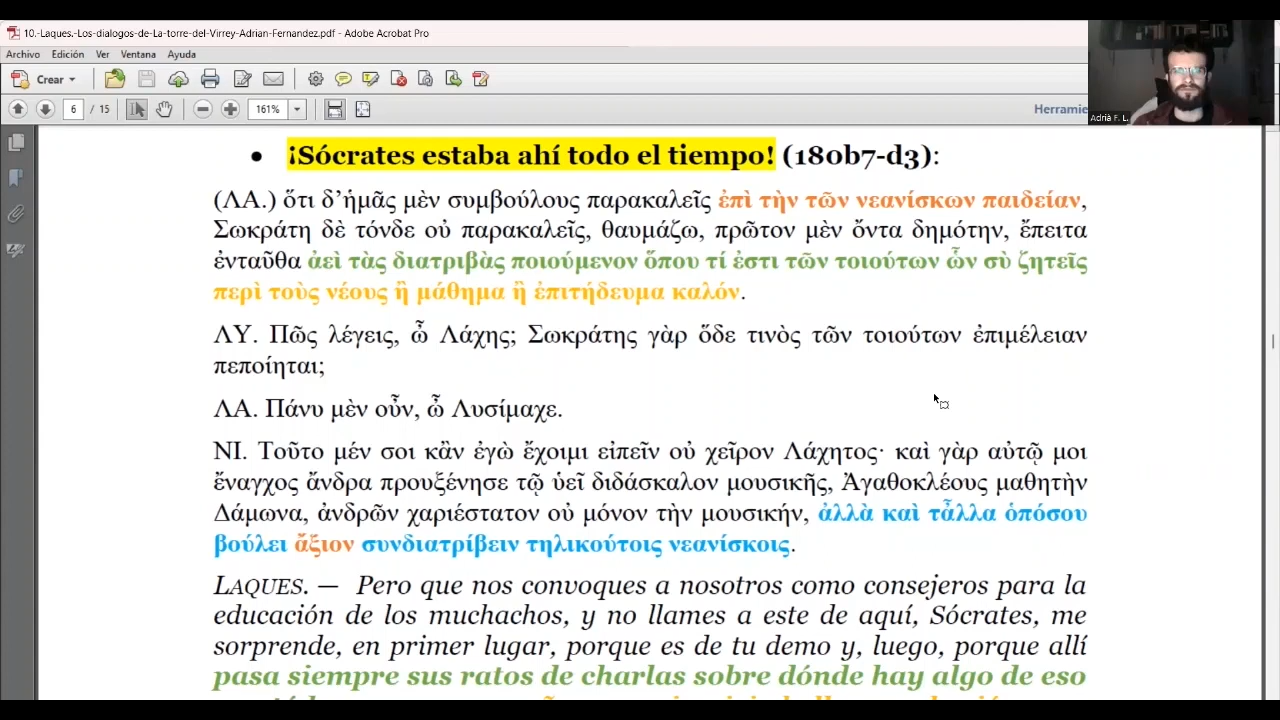 10.-Laques.-Los-dialogos-de-La-torre-del-Virrey-Adrian-Fernandez.pdf - Adobe Acrobat Pro
Archivo Edición Ver Ventana Ayuda
Crear
6 / 15 161% Herramie
Adrià F. L.
• ¡Sócrates estaba ahí todo el tiempo! (180b7-d3):
(ΛΑ.) ὅτι δ’ἡμᾶς μὲν συμβούλους παρακαλεῖς ἐπὶ τὴν τῶν νεανίσκων παιδείαν,
Σωκράτη δὲ τόνδε οὐ παρακαλεῖς, θαυμάζω, πρῶτον μὲν ὄντα δημότην, ἔπειτα
ἐνταῦθα ἀεὶ τὰς διατριβὰς ποιούμενον ὅπου τί ἐστι τῶν τοιούτων ὧν σὺ ζητεῖς
περὶ τοὺς νέους ἢ μάθημα ἢ ἐπιτήδευμα καλόν.
ΛΥ. Πῶς λέγεις, ὦ Λάχης; Σωκράτης γὰρ ὅδε τινὸς τῶν τοιούτων ἐπιμέλειαν
πεποίηται;
ΛΑ. Πάνυ μὲν οὖν, ὦ Λυσίμαχε.
ΝΙ. Τοῦτο μέν σοι κἂν ἐγὼ ἔχοιμι εἰπεῖν οὐ χεῖρον Λάχητος· καὶ γὰρ αὐτῷ μοι
ἔναγχος ἄνδρα προυξένησε τῷ ὑεῖ διδάσκαλον μουσικῆς, Ἀγαθοκλέους μαθητὴν
Δάμωνα, ἀνδρῶν χαριέστατον οὐ μόνον τὴν μουσικήν, ἀλλὰ καὶ τἆλλα ὁπόσου
βούλει ἄξιον συνδιατρίβειν τηλικούτοις νεανίσκοις.
LAQUES. — Pero que nos convoques a nosotros como consejeros para la
educación de los muchachos, y no llames a este de aquí, Sócrates, me
sorprende, en primer lugar, porque es de tu demo y, luego, porque allí
pasa siempre sus ratos de charlas sobre dónde hay algo de eso